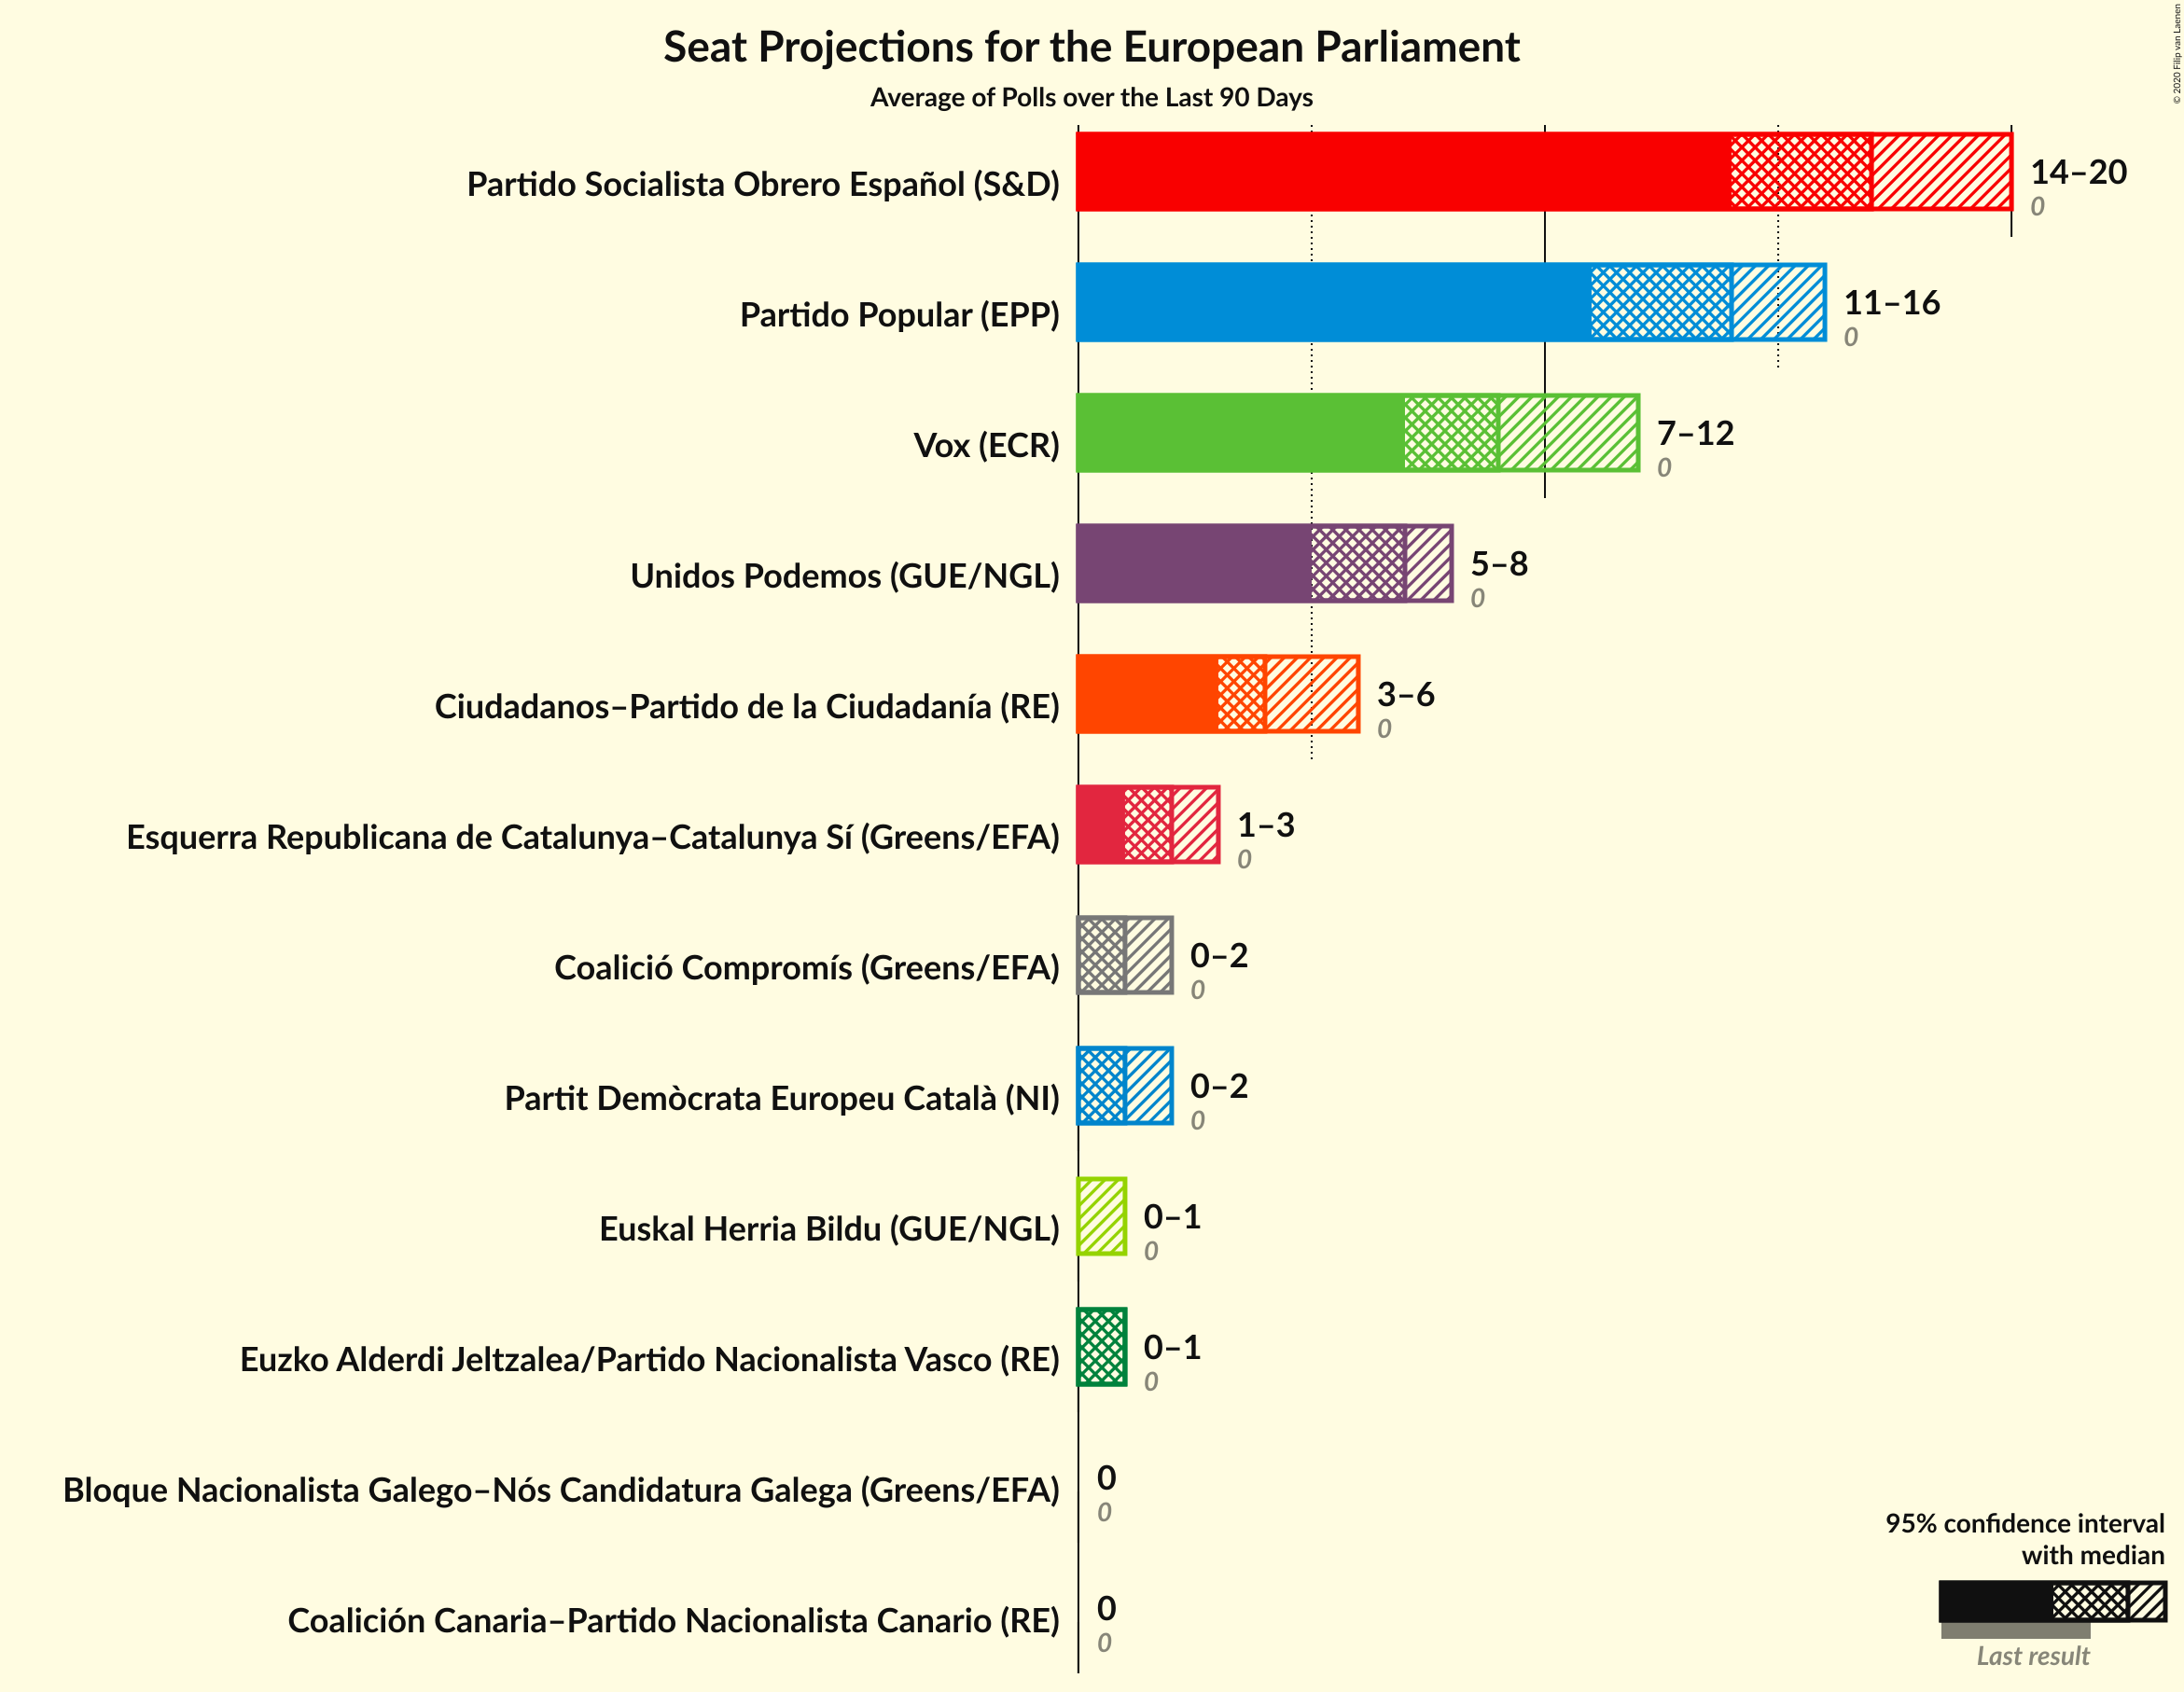 Seat Projections for the European Parliament
Average of Polls over the Last 90 Days
© 2020 Filip van Laenen
Partido Socialista Obrero Español (S&D)
14–20
0
Partido Popular (EPP)
11–16
0
Vox (ECR)
7–12
0
Unidos Podemos (GUE/NGL)
5–8
0
Ciudadanos–Partido de la Ciudadanía (RE)
3–6
0
Esquerra Republicana de Catalunya–Catalunya Sí (Greens/EFA)
1–3
0
Coalició Compromís (Greens/EFA)
0–2
0
Partit Demòcrata Europeu Català (NI)
0–2
0
Euskal Herria Bildu (GUE/NGL)
0–1
0
Euzko Alderdi Jeltzalea/Partido Nacionalista Vasco (RE)
0–1
0
Bloque Nacionalista Galego–Nós Candidatura Galega (Greens/EFA)
0
0
Coalición Canaria–Partido Nacionalista Canario (RE)
0
0
95% confidence interval
with median
Last result